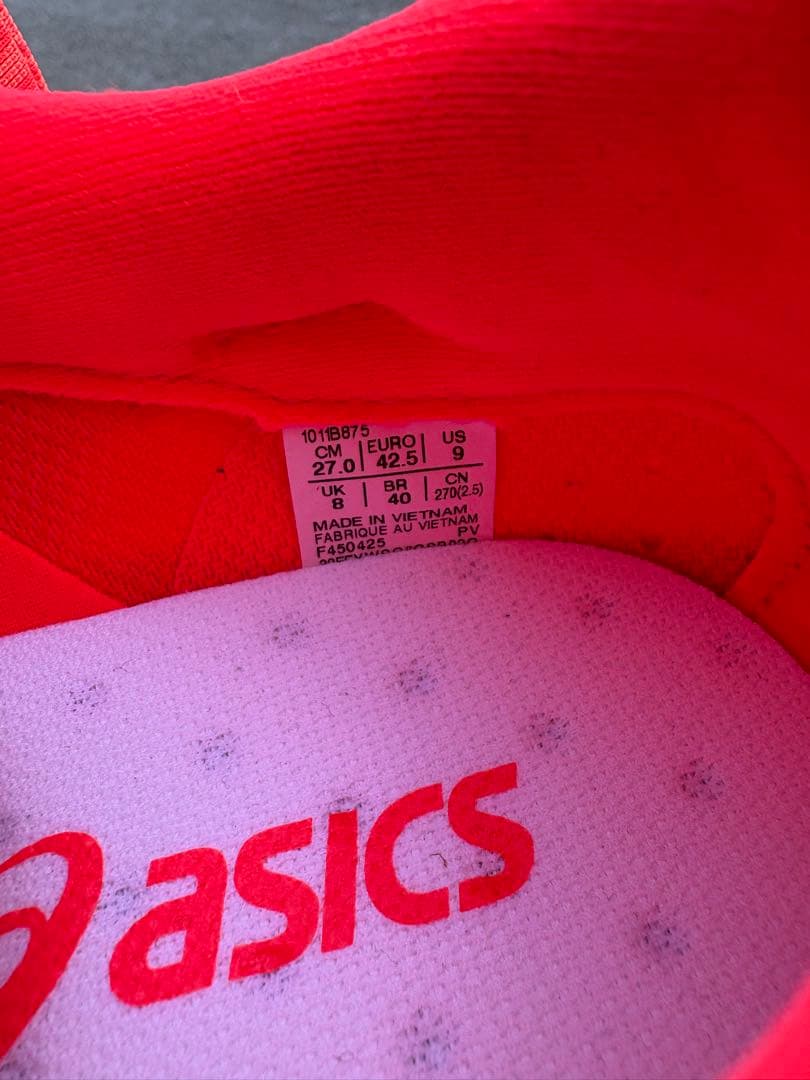 1011B875
CM EURO US
27.0 42.5 9
UK BR CN
8 40 270(2.5)
MADE IN VIETNAM
FABRIQUE AU VIETNAM
F450425 PV
asics